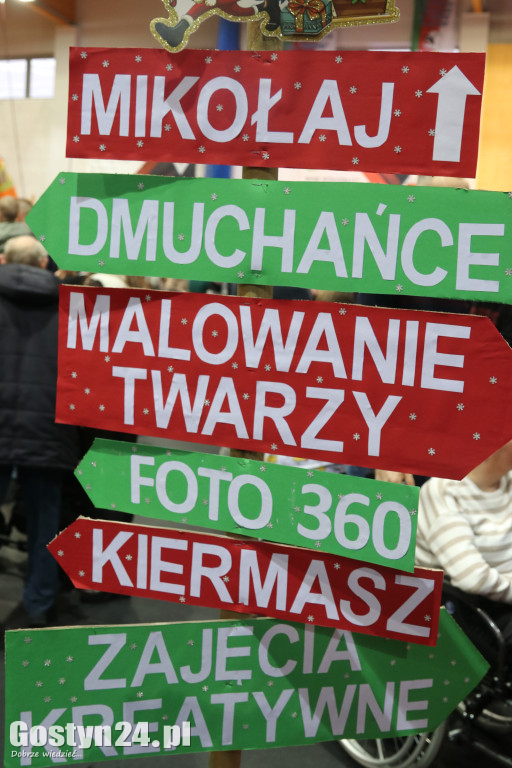 MIKOŁAJ ↑
DMUCHAŃCE
MALOWANIE
TWARZY
FOTO 360
KIERMASZ
ZAJĘCIA
KREATYWNE
Gostyn24.pl
Dobrze wiedzieć.